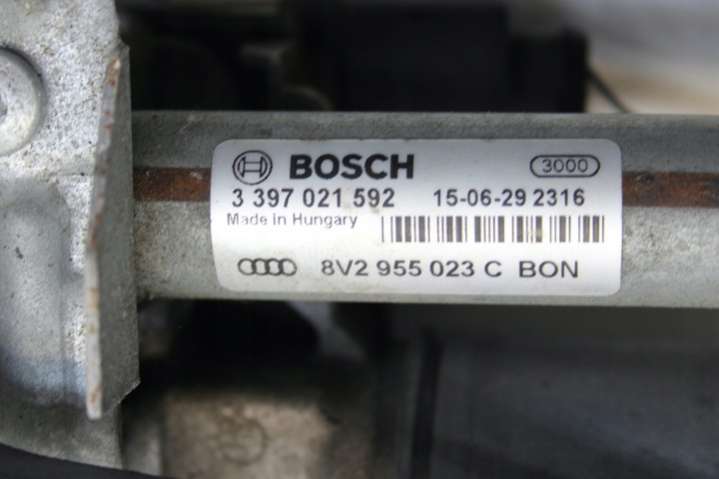 BOSCH 3000
3 397 021 592 15-06-29 2316
Made in Hungary
8V2 955 023 C BON